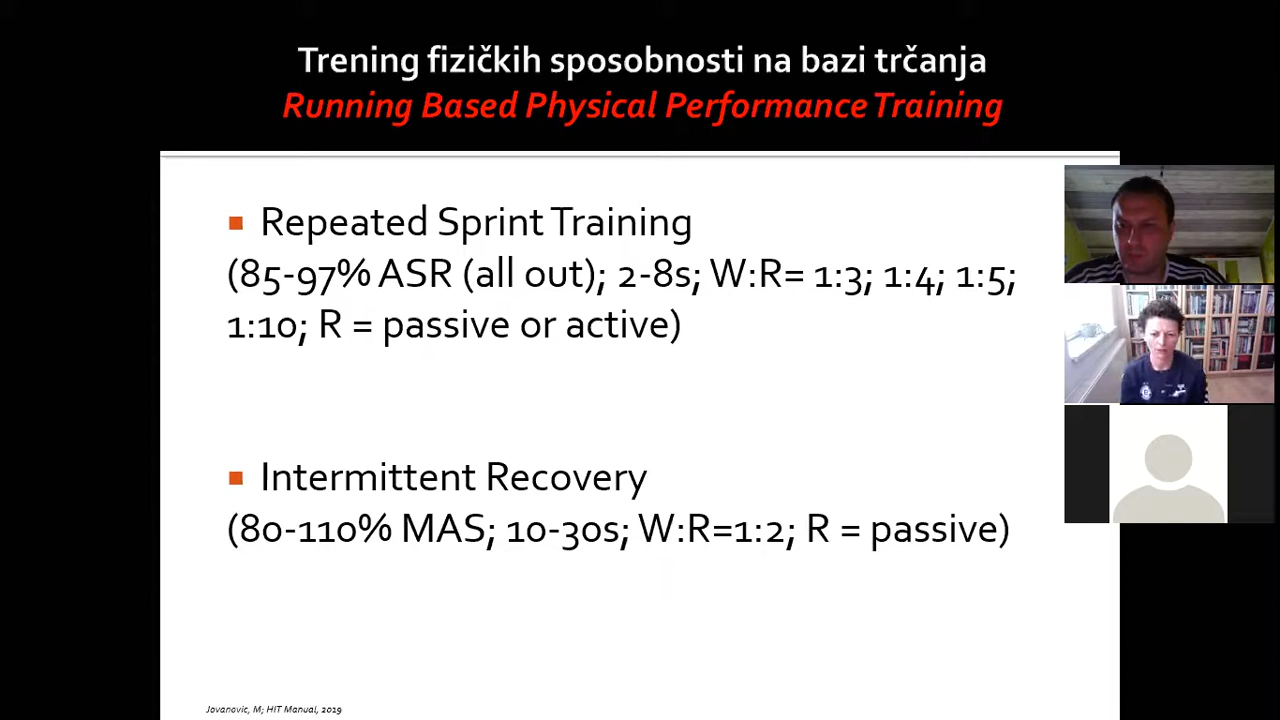 Trening fizičkih sposobnosti na bazi trčanja
Running Based Physical Performance Training
Repeated Sprint Training
(85-97% ASR (all out); 2-8s; W:R= 1:3; 1:4; 1:5;
1:10; R = passive or active)
Intermittent Recovery
(80-110% MAS; 10-30s; W:R=1:2; R = passive)
Jovanovic, M; HIT Manual, 2019